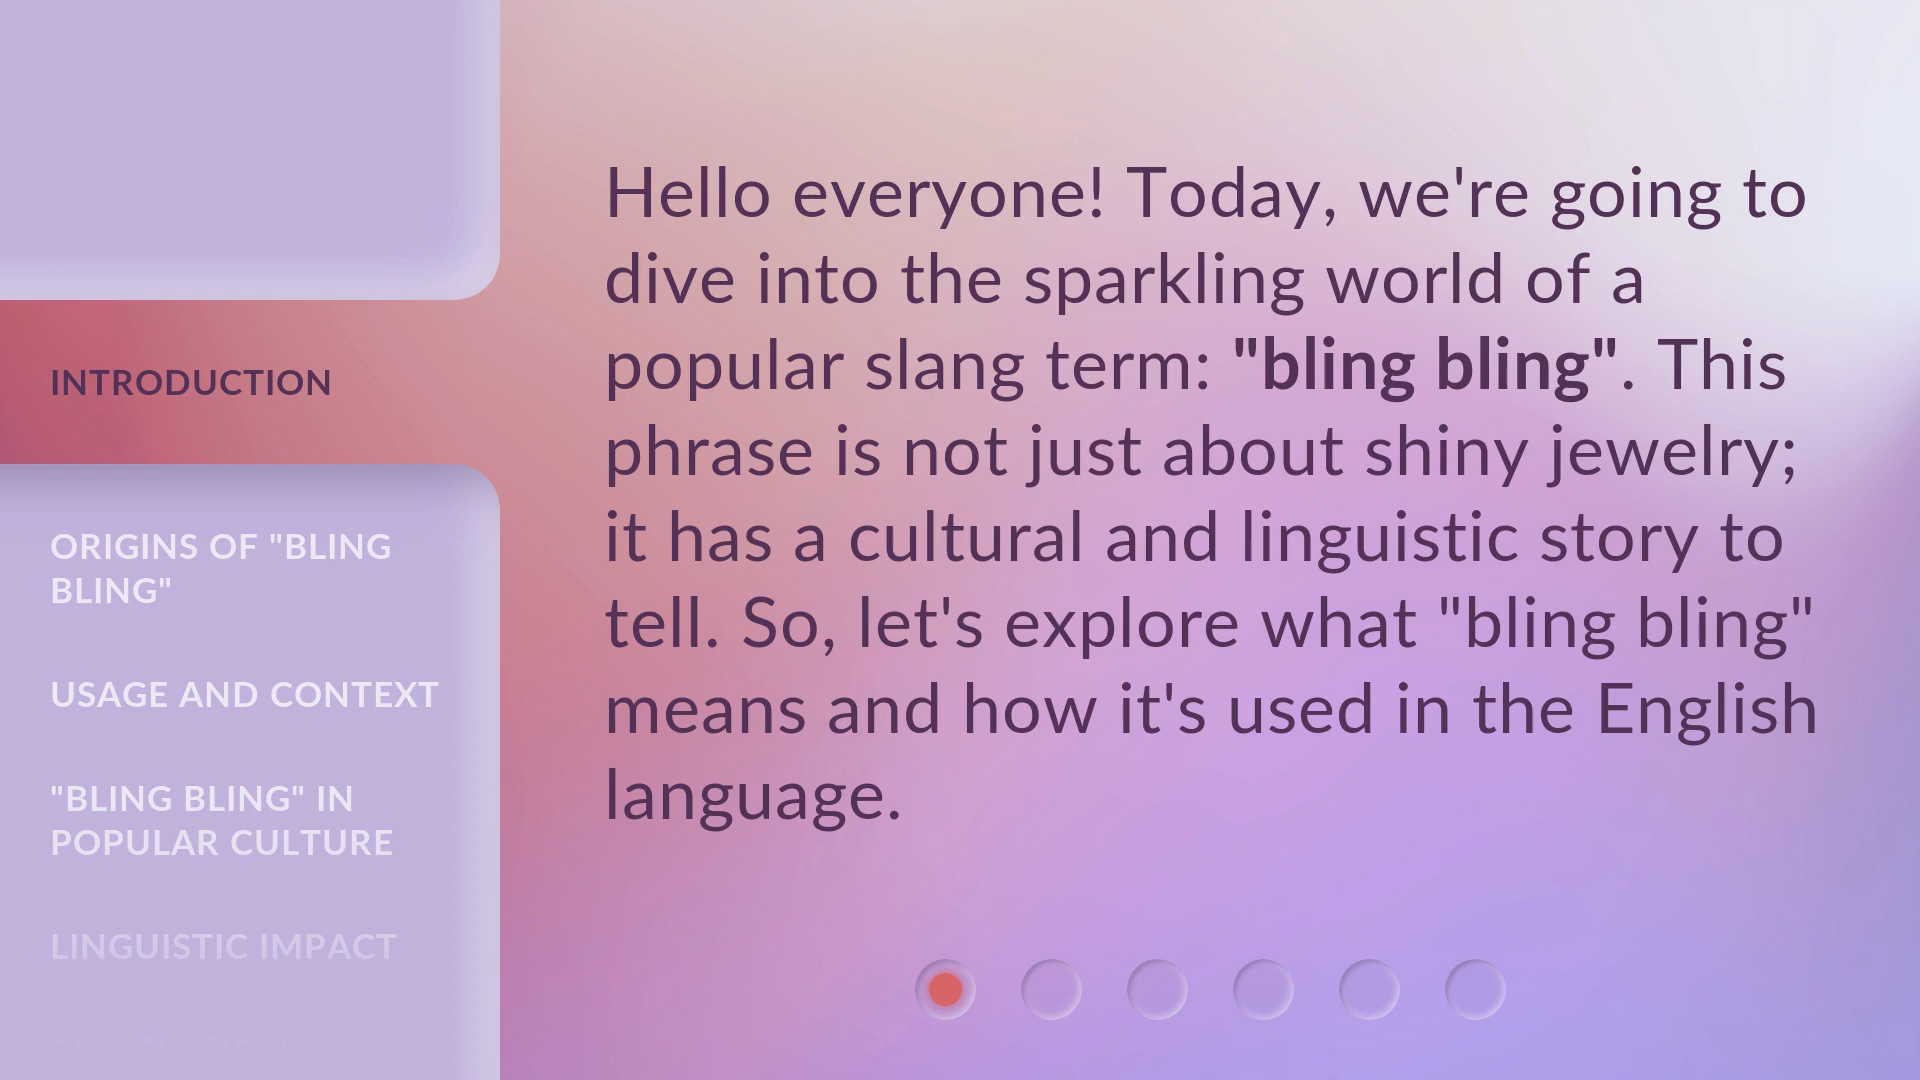 INTRODUCTION
ORIGINS OF "BLING
BLING"
USAGE AND CONTEXT
"BLING BLING" IN
POPULAR CULTURE
LINGUISTIC IMPACT
CONCLUSION
Hello everyone! Today, we're going to
dive into the sparkling world of a
popular slang term: "bling bling". This
phrase is not just about shiny jewelry;
it has a cultural and linguistic story to
tell. So, let's explore what "bling bling"
means and how it's used in the English
language.